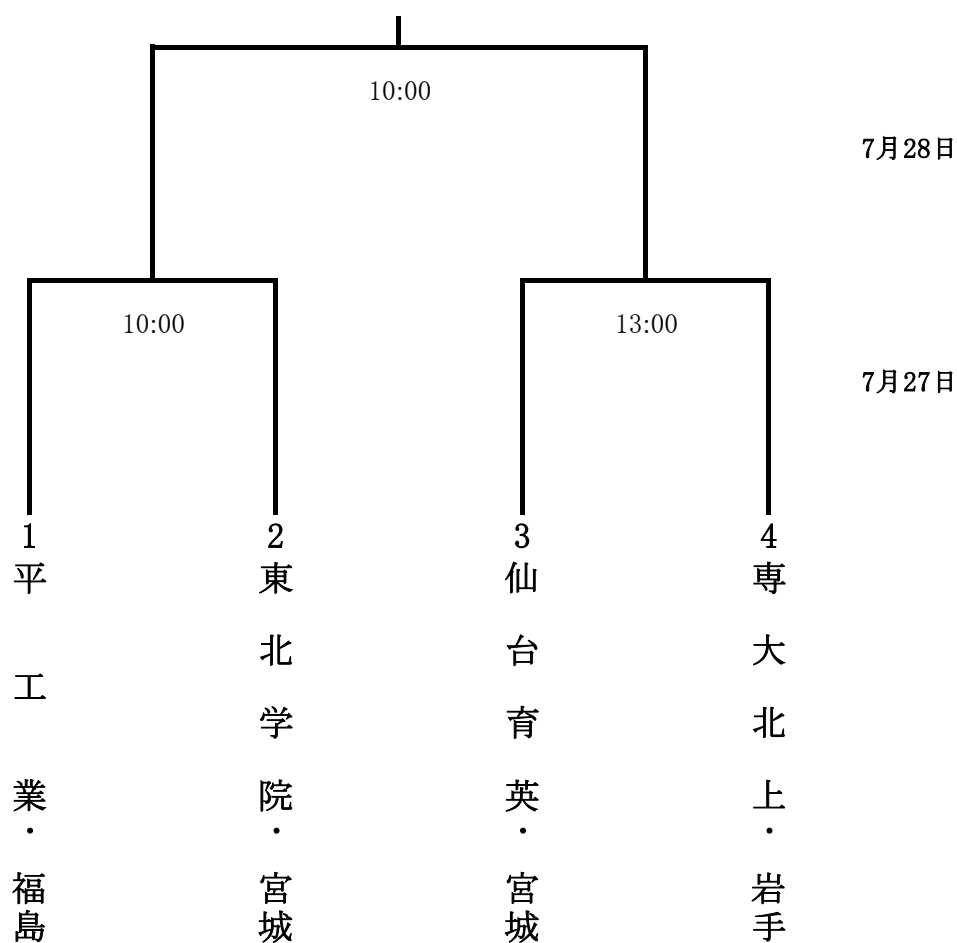 10:00
7月28日
10:00
13:00
7月27日
1
平工業・福島
2
東北学院・宮城
3
仙台育英・宮城
4
専大北上・岩手